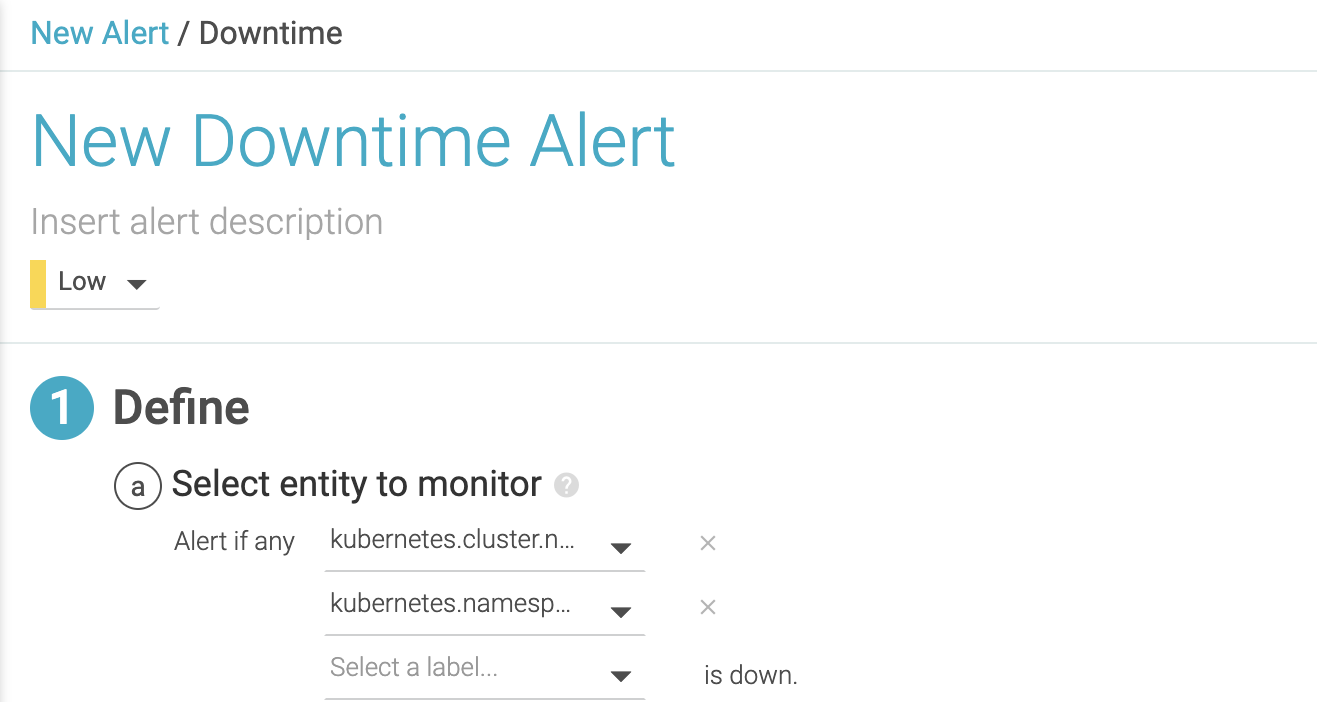 New Alert / Downtime
New Downtime Alert
Insert alert description
Low
1 Define
a Select entity to monitor ?
Alert if any kubernetes.cluster.n... ×
kubernetes.namesp... ×
Select a label... is down.